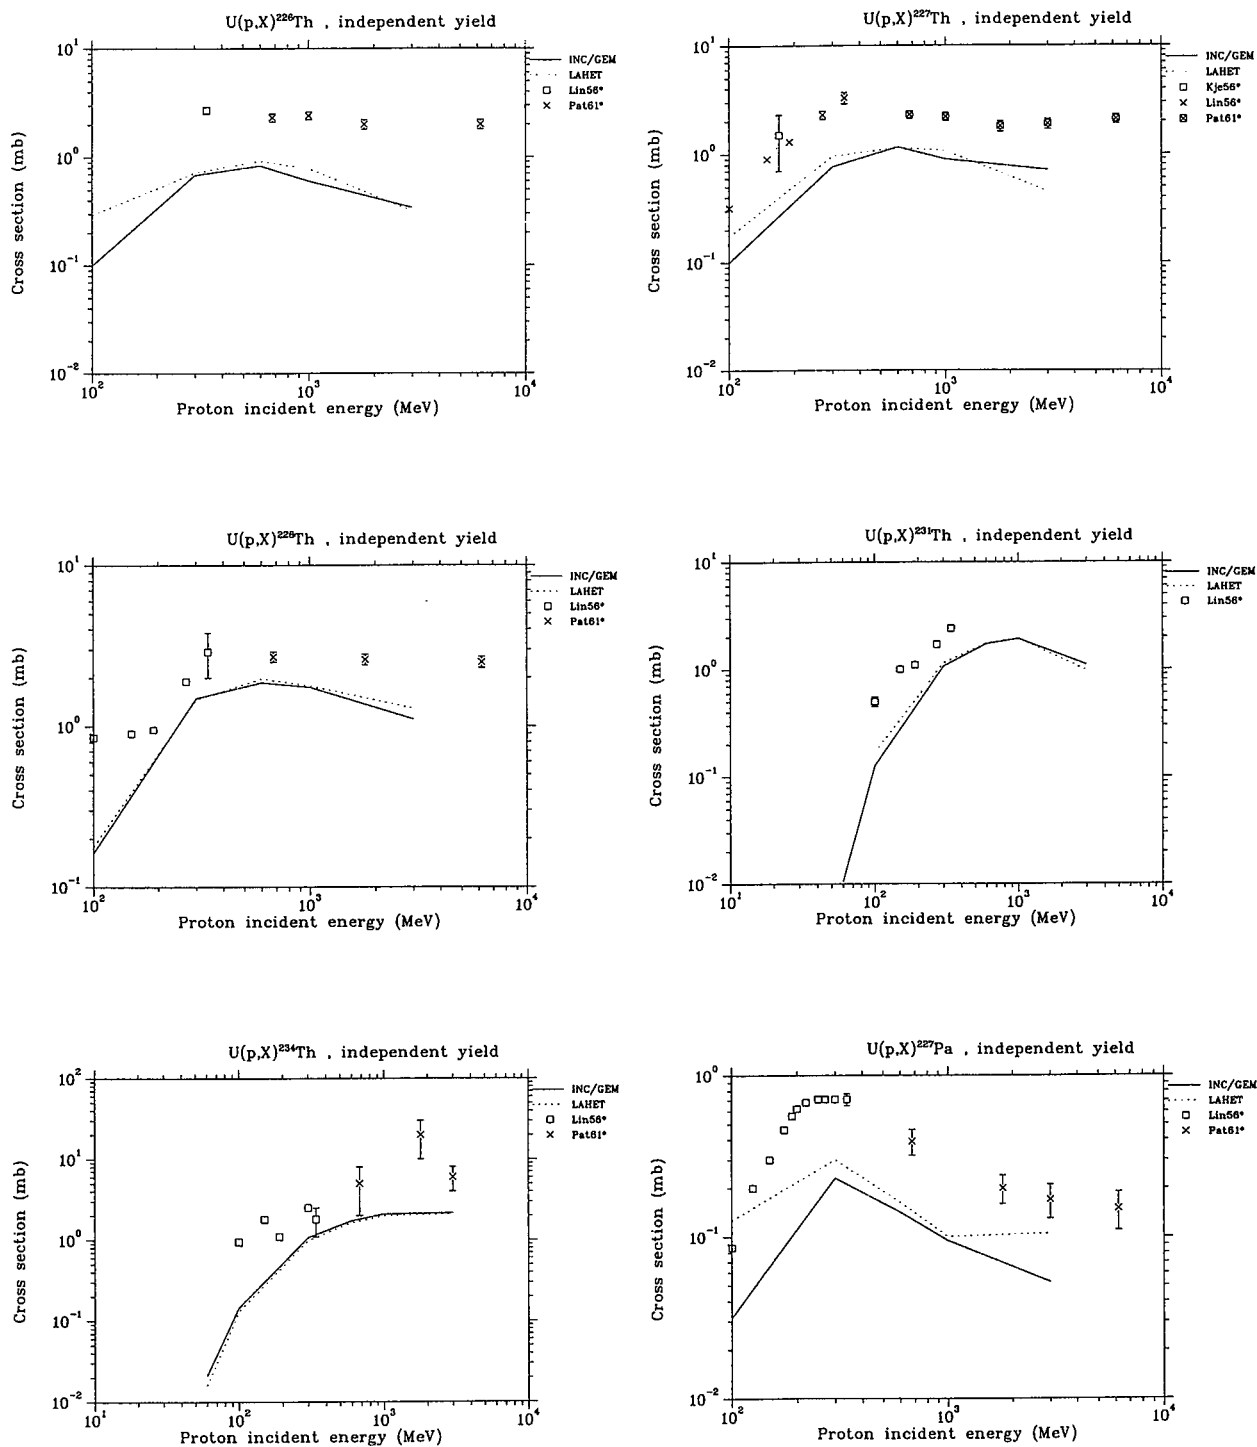 U(p,X)²²⁶Th , independent yield
INC/GEM
LAHET
Lin56*
Pat61*
10¹
10⁰
10⁻¹
10⁻²
Cross section (mb)
10²
10³
10⁴
Proton incident energy (MeV)
U(p,X)²²⁷Th , independent yield
INC/GEM
LAHET
Kje56*
Lin56*
Pat61*
10¹
10⁰
10⁻¹
10⁻²
Cross section (mb)
10²
10³
10⁴
Proton incident energy (MeV)
U(p,X)²²⁸Th , independent yield
INC/GEM
LAHET
Lin56*
Pat61*
10¹
10⁰
10⁻¹
Cross section (mb)
10²
10³
10⁴
Proton incident energy (MeV)
U(p,X)²³¹Th , independent yield
INC/GEM
LAHET
Lin56*
10¹
10⁰
10⁻¹
10⁻²
Cross section (mb)
10¹
10²
10³
10⁴
Proton incident energy (MeV)
U(p,X)²³⁴Th , independent yield
INC/GEM
LAHET
Lin56*
Pat61*
10²
10¹
10⁰
10⁻¹
10⁻²
Cross section (mb)
10¹
10²
10³
10⁴
Proton incident energy (MeV)
U(p,X)²²⁷Pa , independent yield
INC/GEM
LAHET
Lin56*
Pat61*
10⁰
10⁻¹
10⁻²
Cross section (mb)
10²
10³
10⁴
Proton incident energy (MeV)